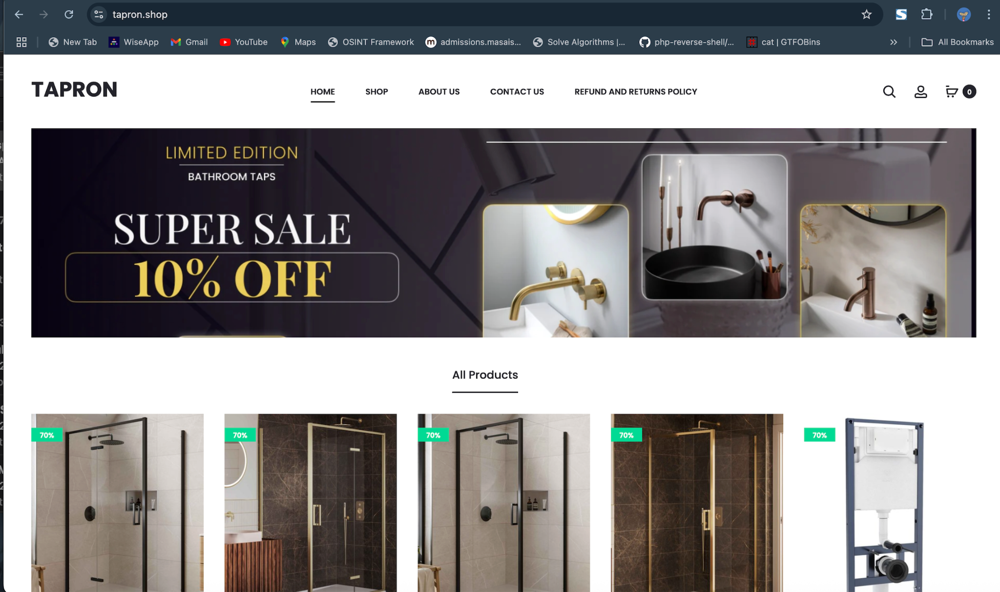 tapron.shop
New Tab WiseApp Gmail YouTube Maps OSINT Framework admissions.masais... Solve Algorithms |... php-reverse-shell/... cat | GTFOBins All Bookmarks
TAPRON
HOME SHOP ABOUT US CONTACT US REFUND AND RETURNS POLICY 0
LIMITED EDITION
BATHROOM TAPS
SUPER SALE
10% OFF
All Products
70% 70% 70% 70% 70%